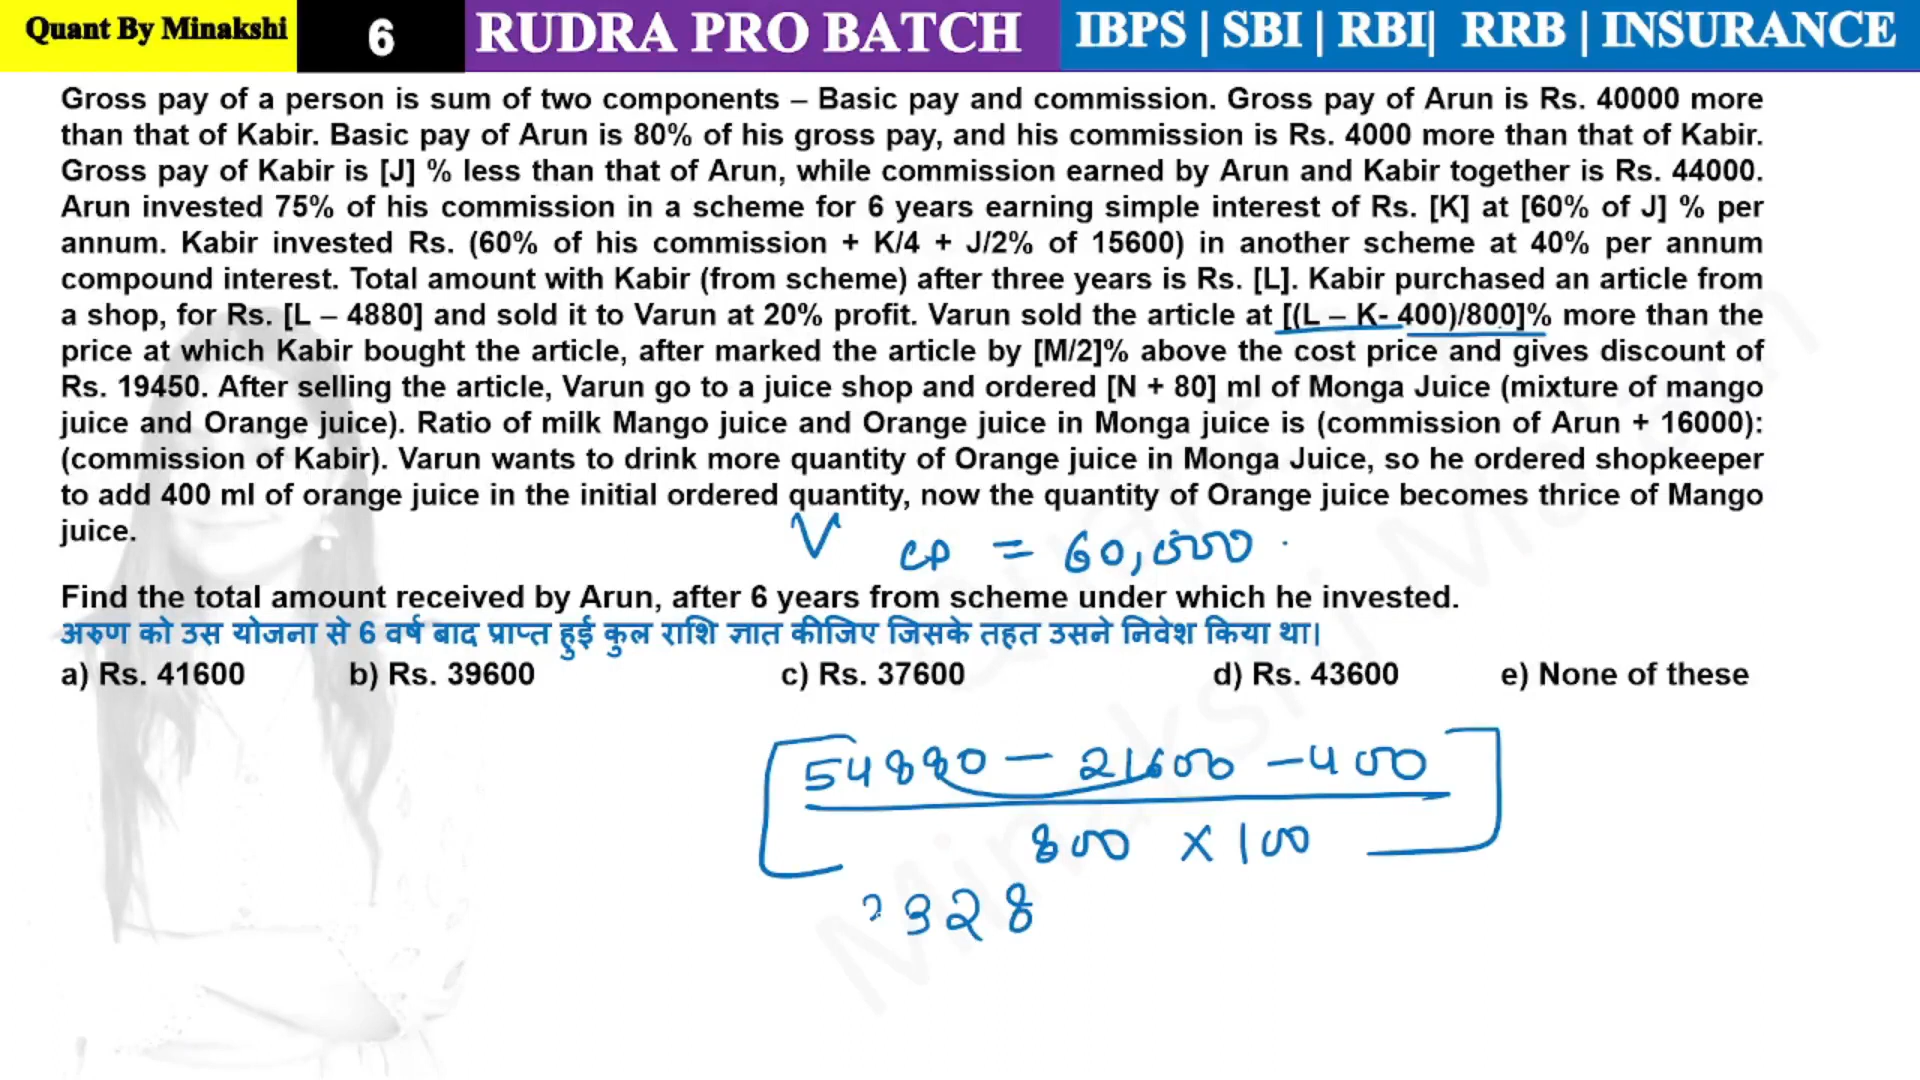 Quant By Minakshi
6
RUDRA PRO BATCH
IBPS | SBI | RBI| RRB | INSURANCE
Gross pay of a person is sum of two components – Basic pay and commission. Gross pay of Arun is Rs. 40000 more
than that of Kabir. Basic pay of Arun is 80% of his gross pay, and his commission is Rs. 4000 more than that of Kabir.
Gross pay of Kabir is [J] % less than that of Arun, while commission earned by Arun and Kabir together is Rs. 44000.
Arun invested 75% of his commission in a scheme for 6 years earning simple interest of Rs. [K] at [60% of J] % per
annum. Kabir invested Rs. (60% of his commission + K/4 + J/2% of 15600) in another scheme at 40% per annum
compound interest. Total amount with Kabir (from scheme) after three years is Rs. [L]. Kabir purchased an article from
a shop, for Rs. [L – 4880] and sold it to Varun at 20% profit. Varun sold the article at [(L – K- 400)/800]% more than the
price at which Kabir bought the article, after marked the article by [M/2]% above the cost price and gives discount of
Rs. 19450. After selling the article, Varun go to a juice shop and ordered [N + 80] ml of Monga Juice (mixture of mango
juice and Orange juice). Ratio of milk Mango juice and Orange juice in Monga juice is (commission of Arun + 16000):
(commission of Kabir). Varun wants to drink more quantity of Orange juice in Monga Juice, so he ordered shopkeeper
to add 400 ml of orange juice in the initial ordered quantity, now the quantity of Orange juice becomes thrice of Mango
juice.
V CP = 60,000
Find the total amount received by Arun, after 6 years from scheme under which he invested.
अरुण को उस योजना से 6 वर्ष बाद प्राप्त हुई कुल राशि ज्ञात कीजिए जिसके तहत उसने निवेश किया था।
a) Rs. 41600 b) Rs. 39600 c) Rs. 37600 d) Rs. 43600 e) None of these
54880 – 21600 – 400
800 × 100
328